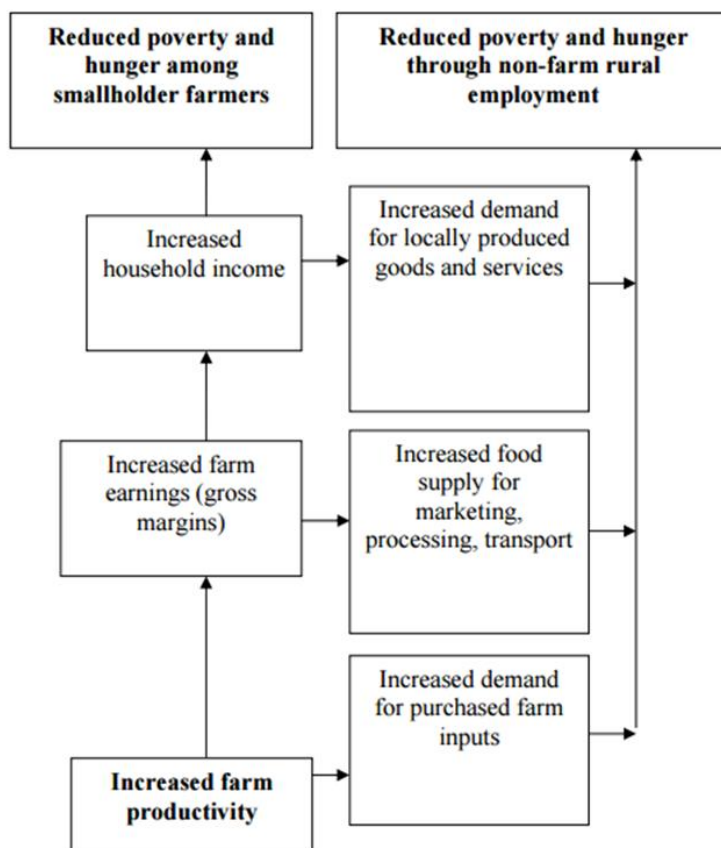 Reduced poverty and
hunger among
smallholder farmers
Reduced poverty and hunger
through non-farm rural
employment
Increased
household income
Increased demand
for locally produced
goods and services
Increased farm
earnings (gross
margins)
Increased food
supply for
marketing,
processing, transport
Increased demand
for purchased farm
inputs
Increased farm
productivity